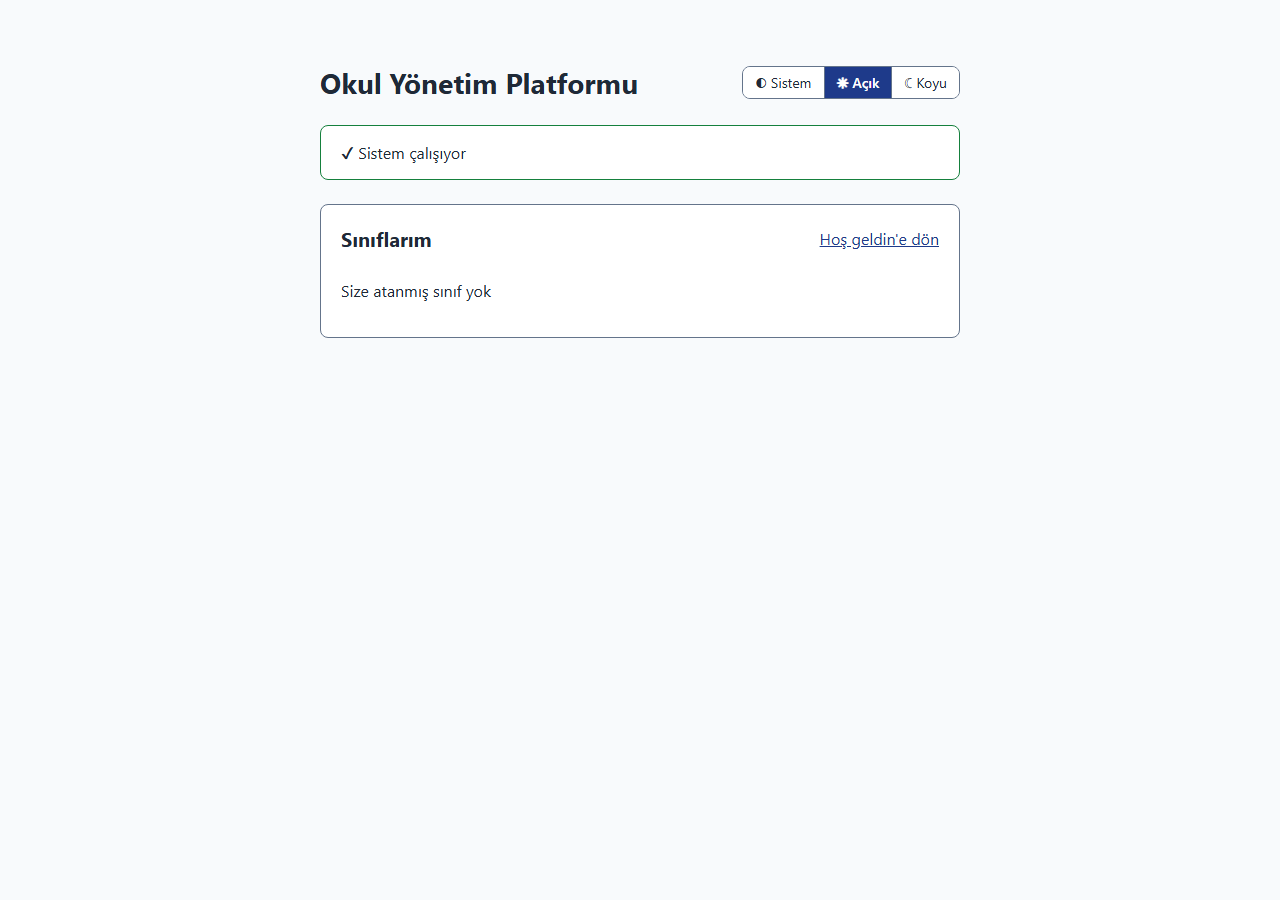 Okul Yönetim Platformu
◐ Sistem ☀ Açık ☾ Koyu
✓ Sistem çalışıyor
Sınıflarım
Hoş geldin'e dön
Size atanmış sınıf yok